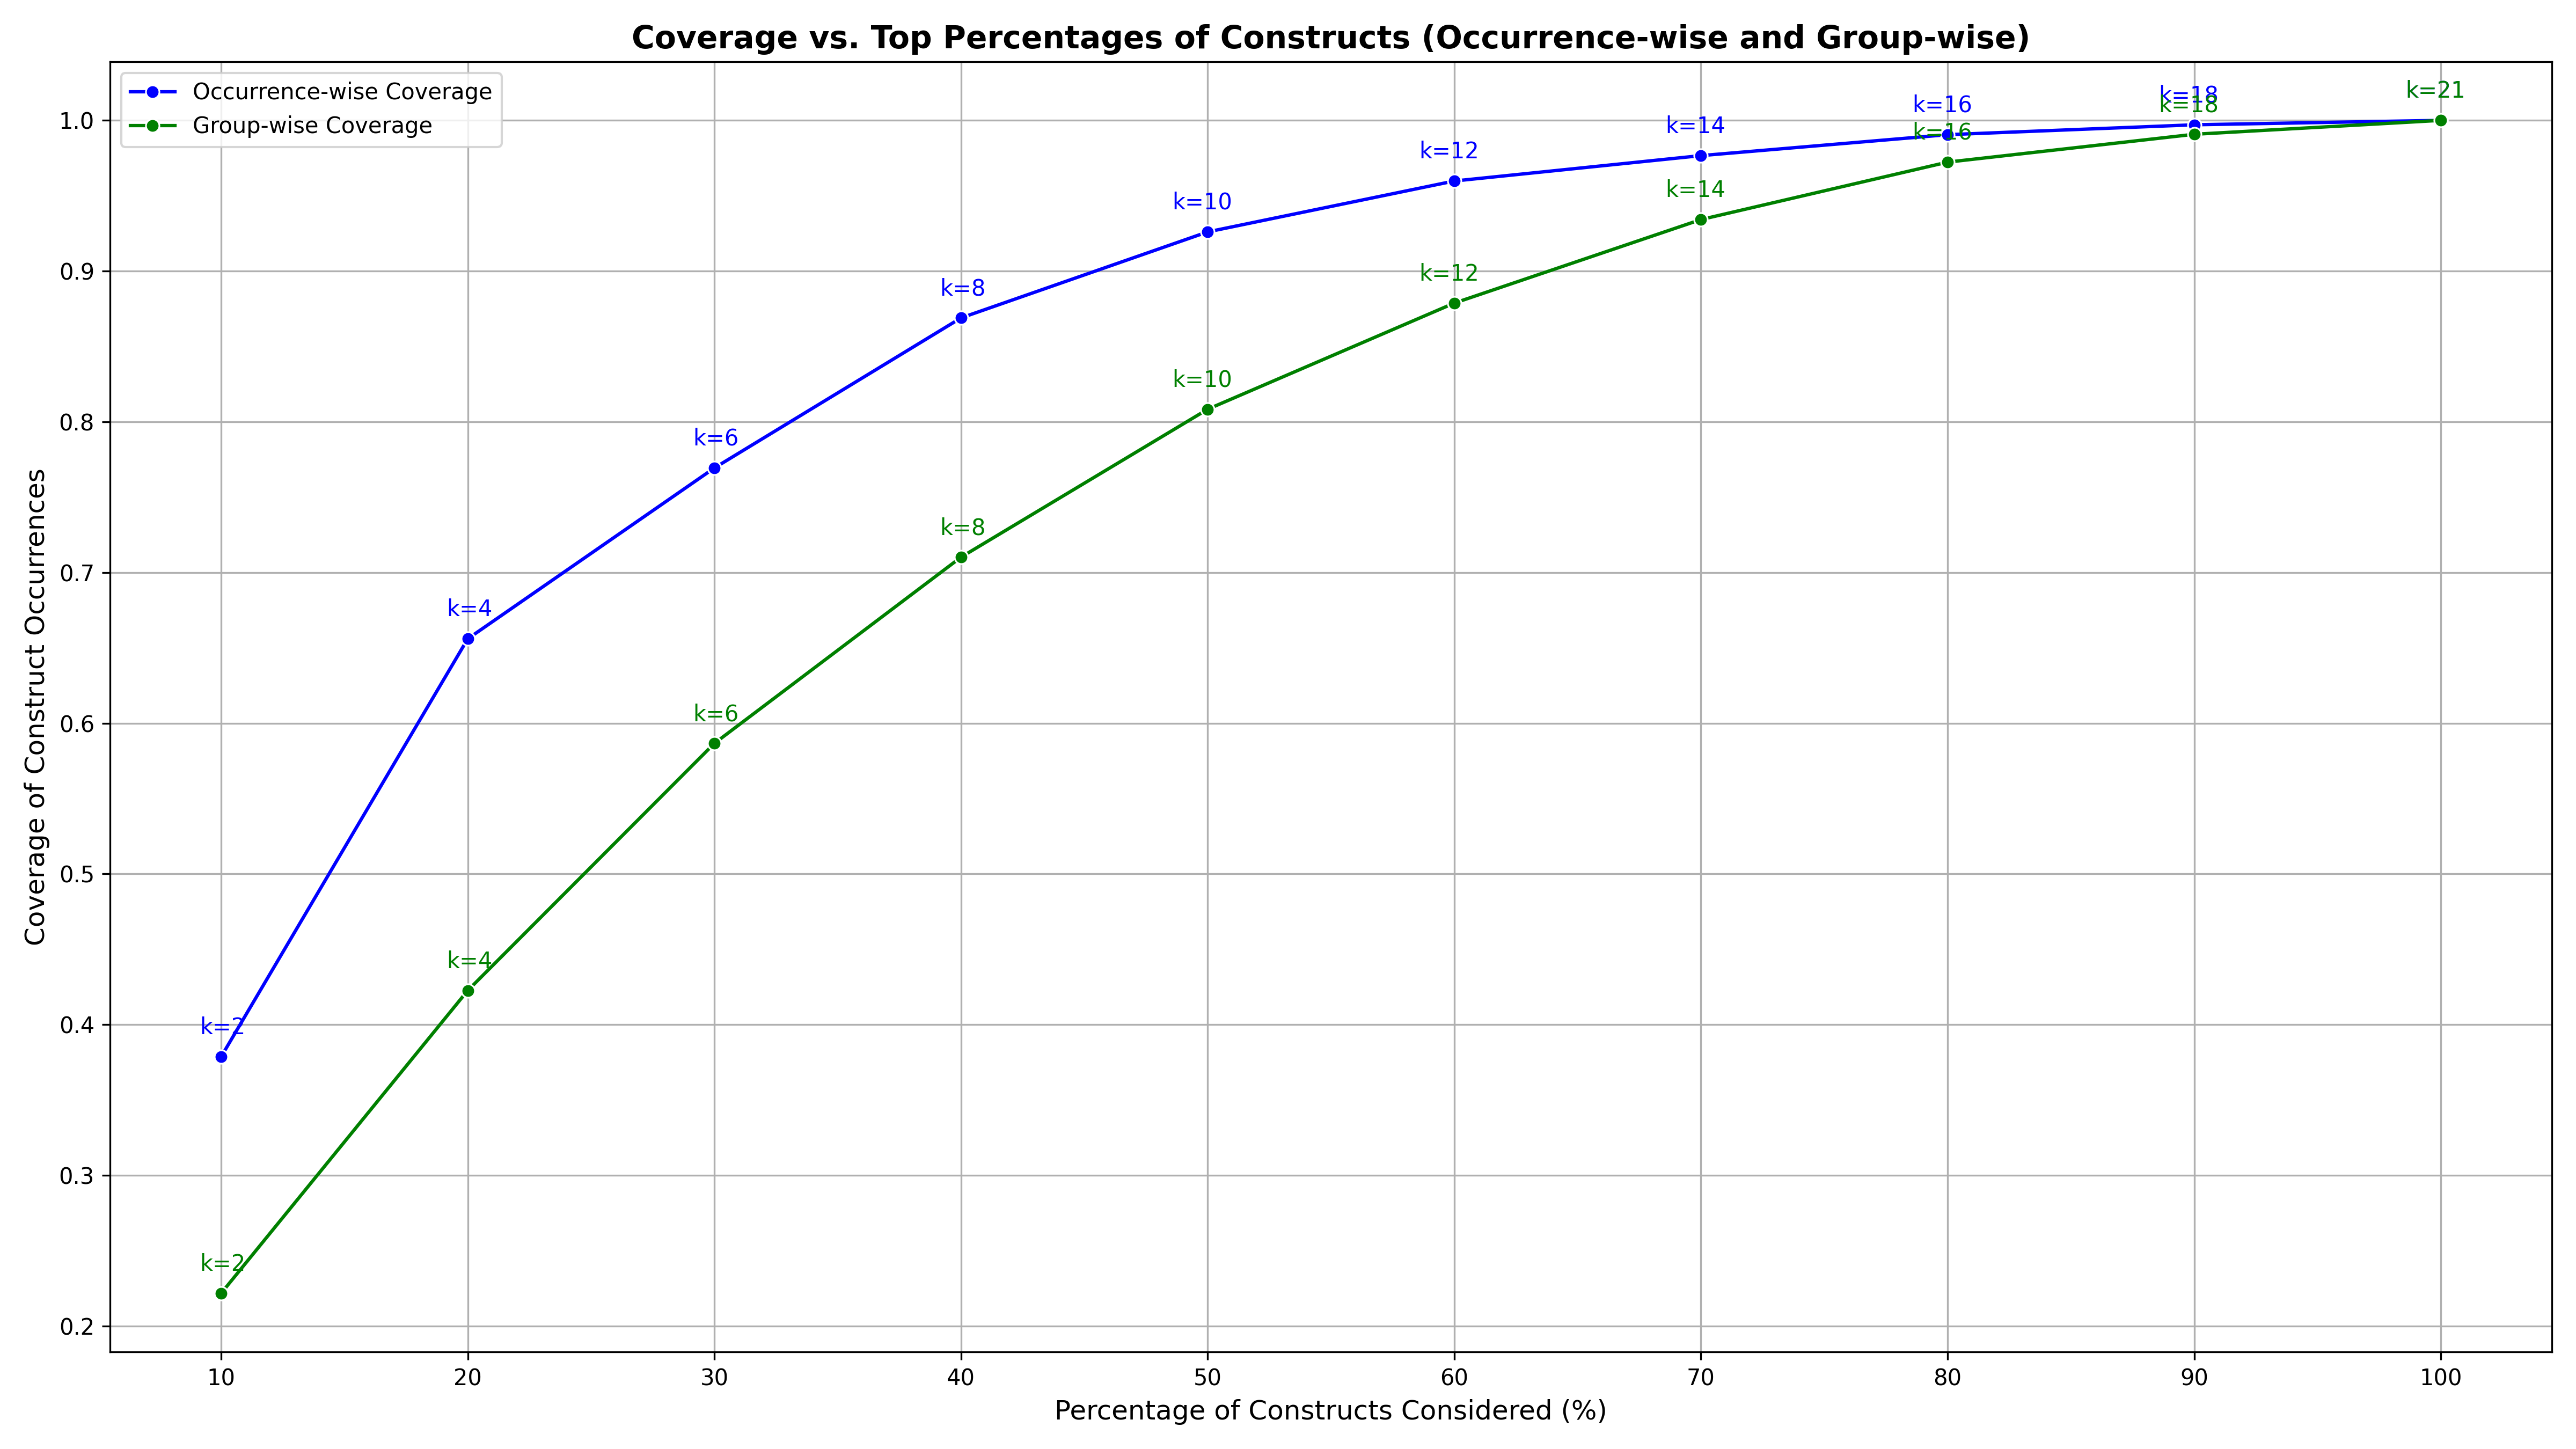 Coverage vs. Top Percentages of Constructs (Occurrence-wise and Group-wise)
Occurrence-wise Coverage
Group-wise Coverage
Coverage of Construct Occurrences
1.0
0.9
0.8
0.7
0.6
0.5
0.4
0.3
0.2
k=2
k=4
k=6
k=8
k=10
k=12
k=14
k=16
k=18
k=21
k=2
k=4
k=6
k=8
k=10
k=12
k=14
k=16
k=18
10 20 30 40 50 60 70 80 90 100
Percentage of Constructs Considered (%)